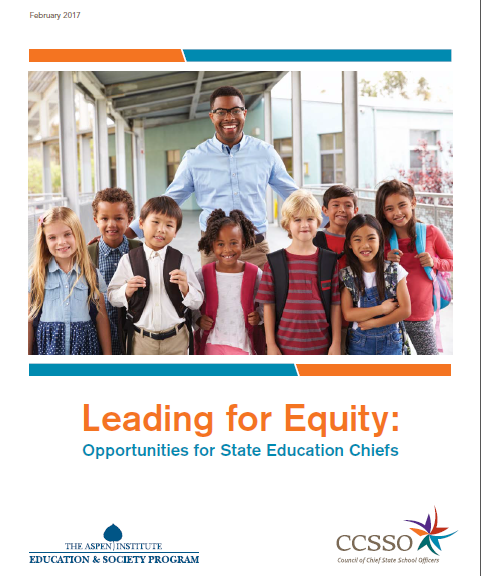 February 2017
Leading for Equity:
Opportunities for State Education Chiefs
THE ASPEN INSTITUTE
EDUCATION & SOCIETY PROGRAM
CCSSO
Council of Chief State School Officers